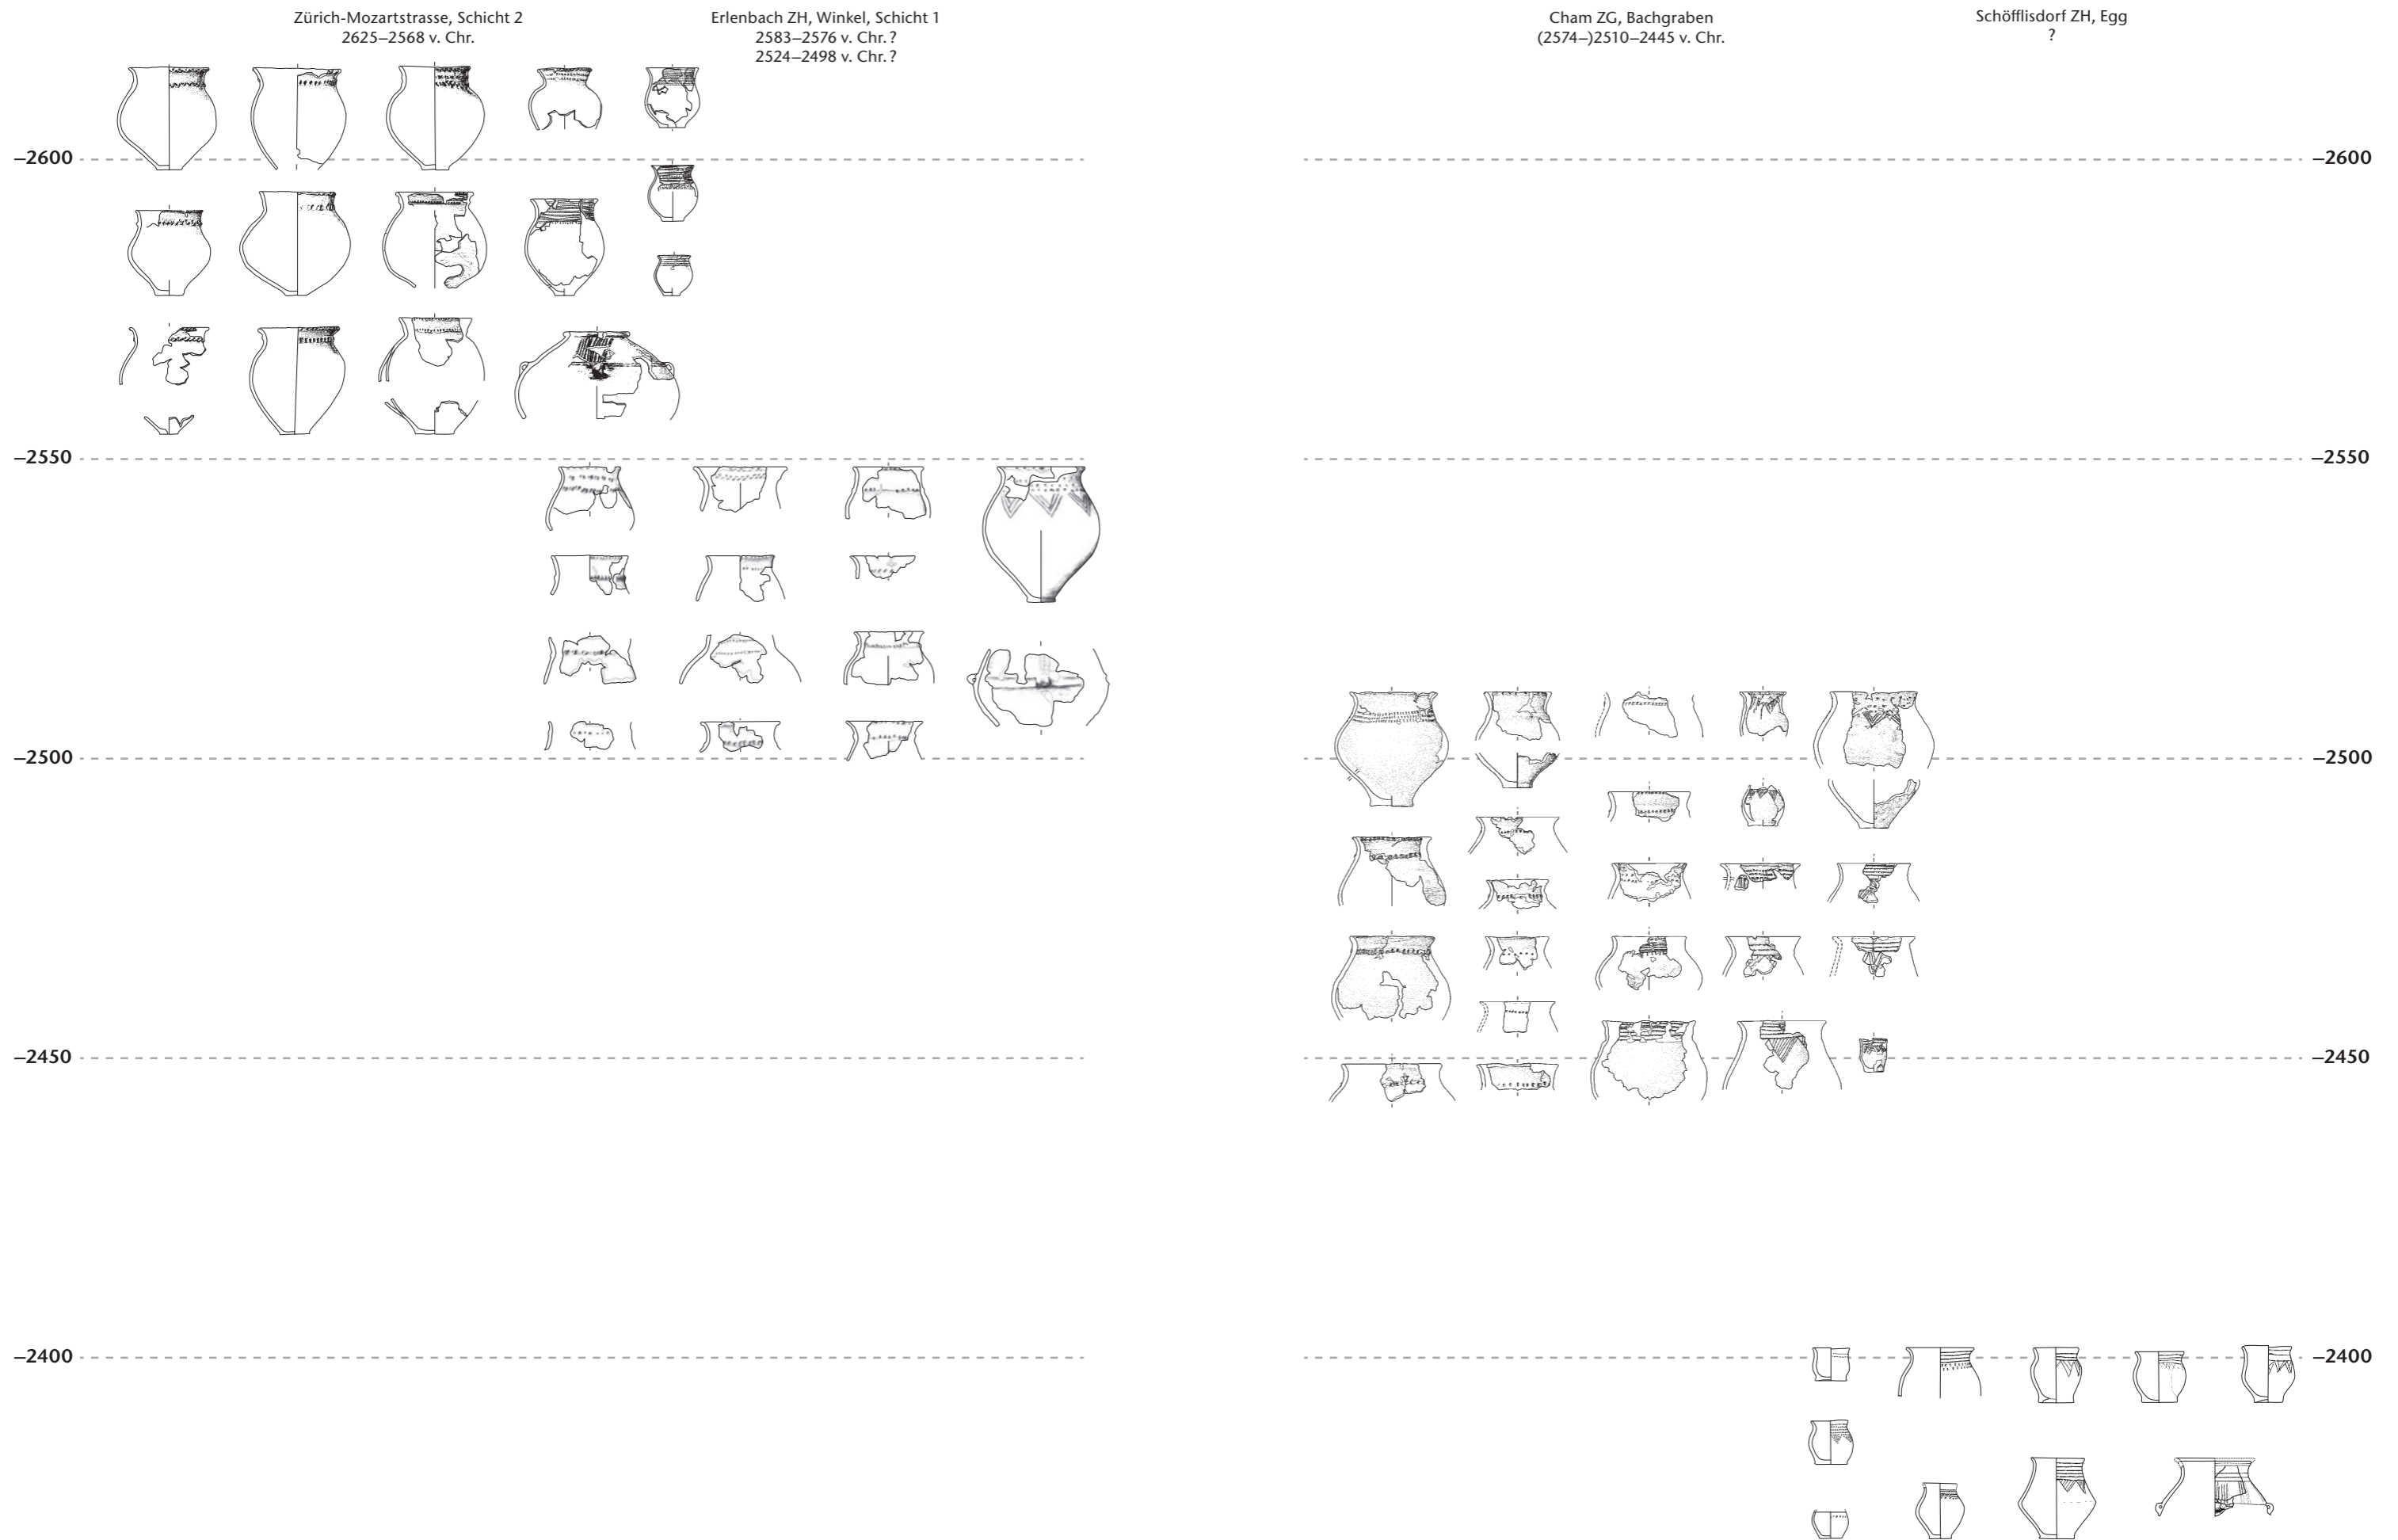 Zürich-Mozartstrasse, Schicht 2
2625–2568 v. Chr.
Erlenbach ZH, Winkel, Schicht 1
2583–2576 v. Chr. ?
2524–2498 v. Chr. ?
Cham ZG, Bachgraben
(2574–)2510–2445 v. Chr.
Schöfflisdorf ZH, Egg
?
–2600
–2600
–2550
–2550
–2500
–2500
–2450
–2450
–2400
–2400